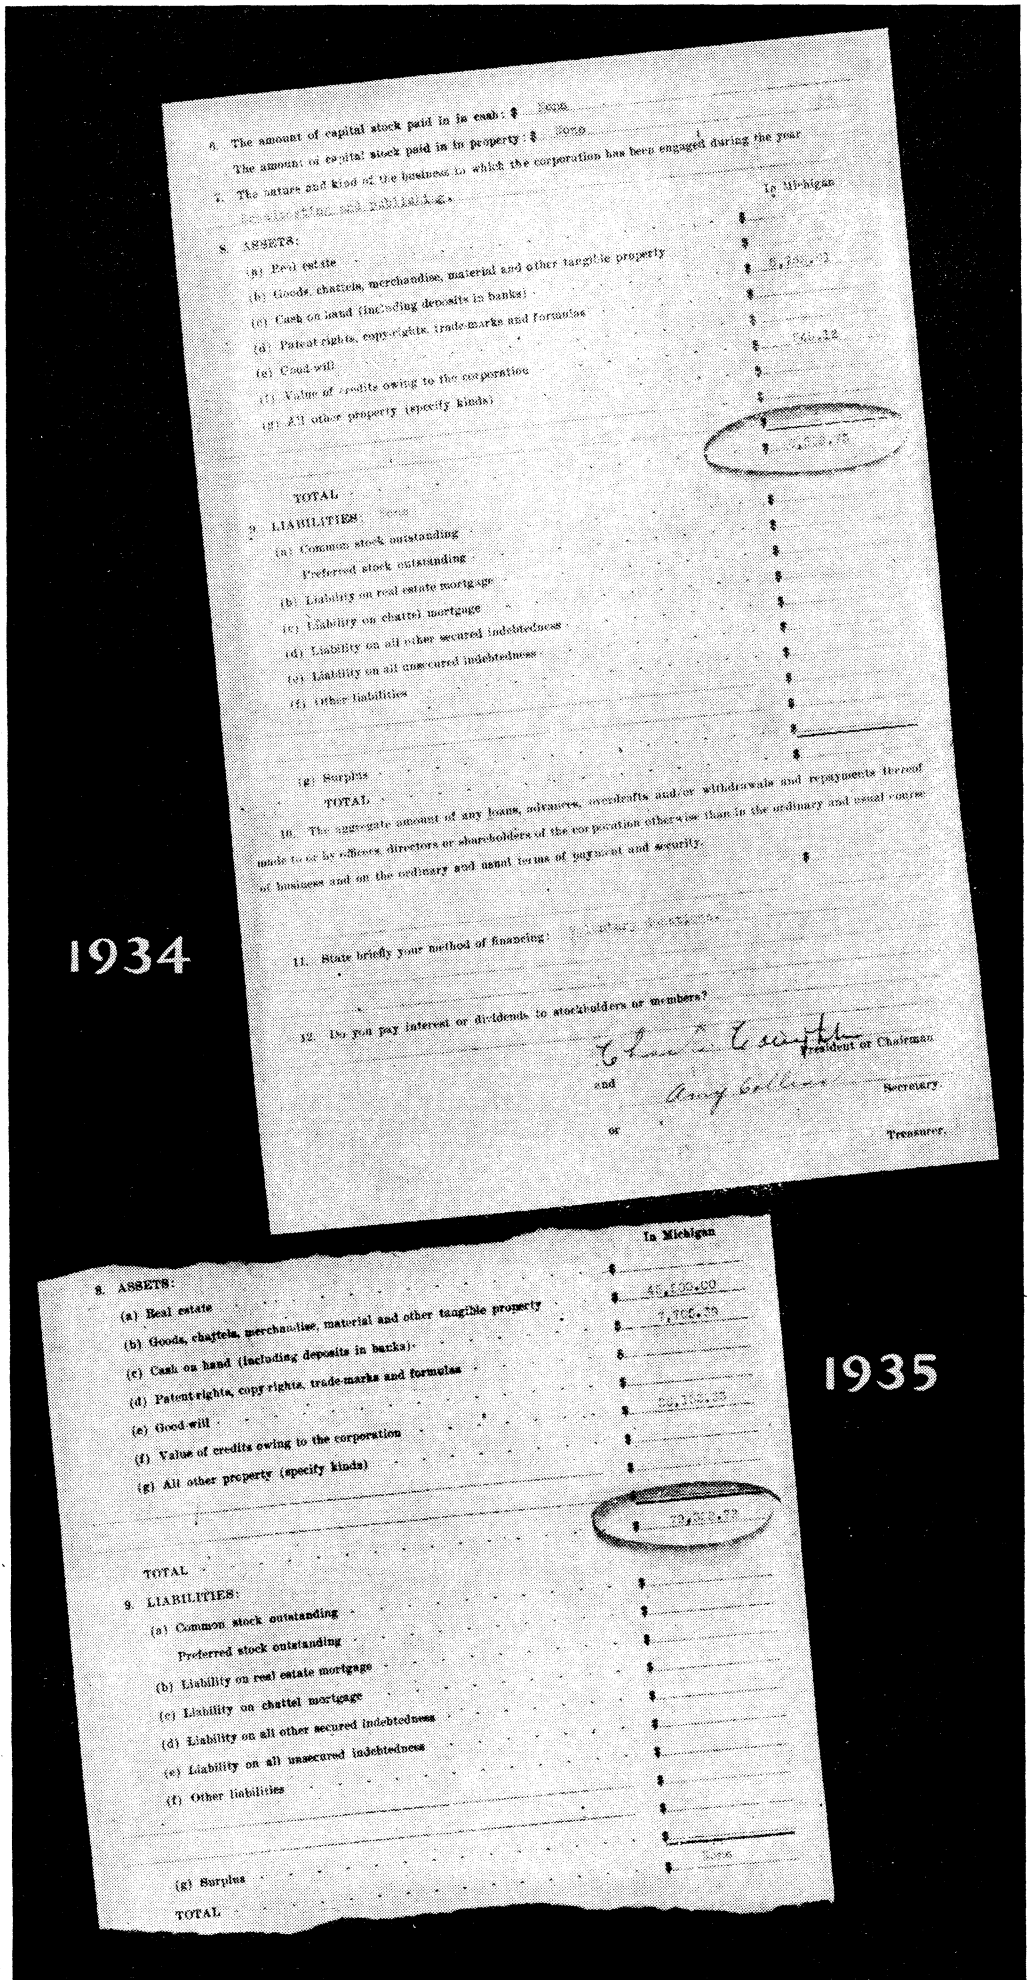 6. The amount of capital stock paid in in cash: $ None
The amount of capital stock paid in in property: $ None
7. The nature and kind of the business in which the corporation has been engaged during the year
and publishing.
In Michigan
8. ASSETS:
(a) Real estate $
(b) Goods, chattels, merchandise, material and other tangible property $
(c) Cash on hand (including deposits in banks) $
(d) Patent-rights, copy-rights, trade-marks and formulas $
(e) Good-will $
(f) Value of credits owing to the corporation $
(g) All other property (specify kinds) $
$
$
TOTAL $
9. LIABILITIES: None
(a) Common stock outstanding $
Preferred stock outstanding $
(b) Liability on real estate mortgage $
(c) Liability on chattel mortgage $
(d) Liability on all other secured indebtedness $
(e) Liability on all unsecured indebtedness $
(f) Other liabilities $
$
$
(g) Surplus $
TOTAL $
10. The aggregate amount of any loans, advances, overdrafts and/or withdrawals and repayments thereof
made to or by officers, directors or shareholders of the corporation otherwise than in the ordinary and usual course
of business and on the ordinary and usual terms of payment and security.
$
1934
11. State briefly your method of financing: Voluntary donations.
12. Do you pay interest or dividends to stockholders or members?
President or Chairman
and Amy Collins Secretary.
or
Treasurer.
In Michigan
8. ASSETS:
(a) Real estate $
(b) Goods, chattels, merchandise, material and other tangible property $
(c) Cash on hand (including deposits in banks) $
1935
(d) Patent-rights, copy-rights, trade-marks and formulas $
(e) Good-will $
(f) Value of credits owing to the corporation $
(g) All other property (specify kinds) $
$
$
TOTAL $
9. LIABILITIES:
(a) Common stock outstanding $
Preferred stock outstanding $
(b) Liability on real estate mortgage $
(c) Liability on chattel mortgage $
(d) Liability on all other secured indebtedness $
(e) Liability on all unsecured indebtedness $
(f) Other liabilities $
$
$
(g) Surplus $
TOTAL $ None